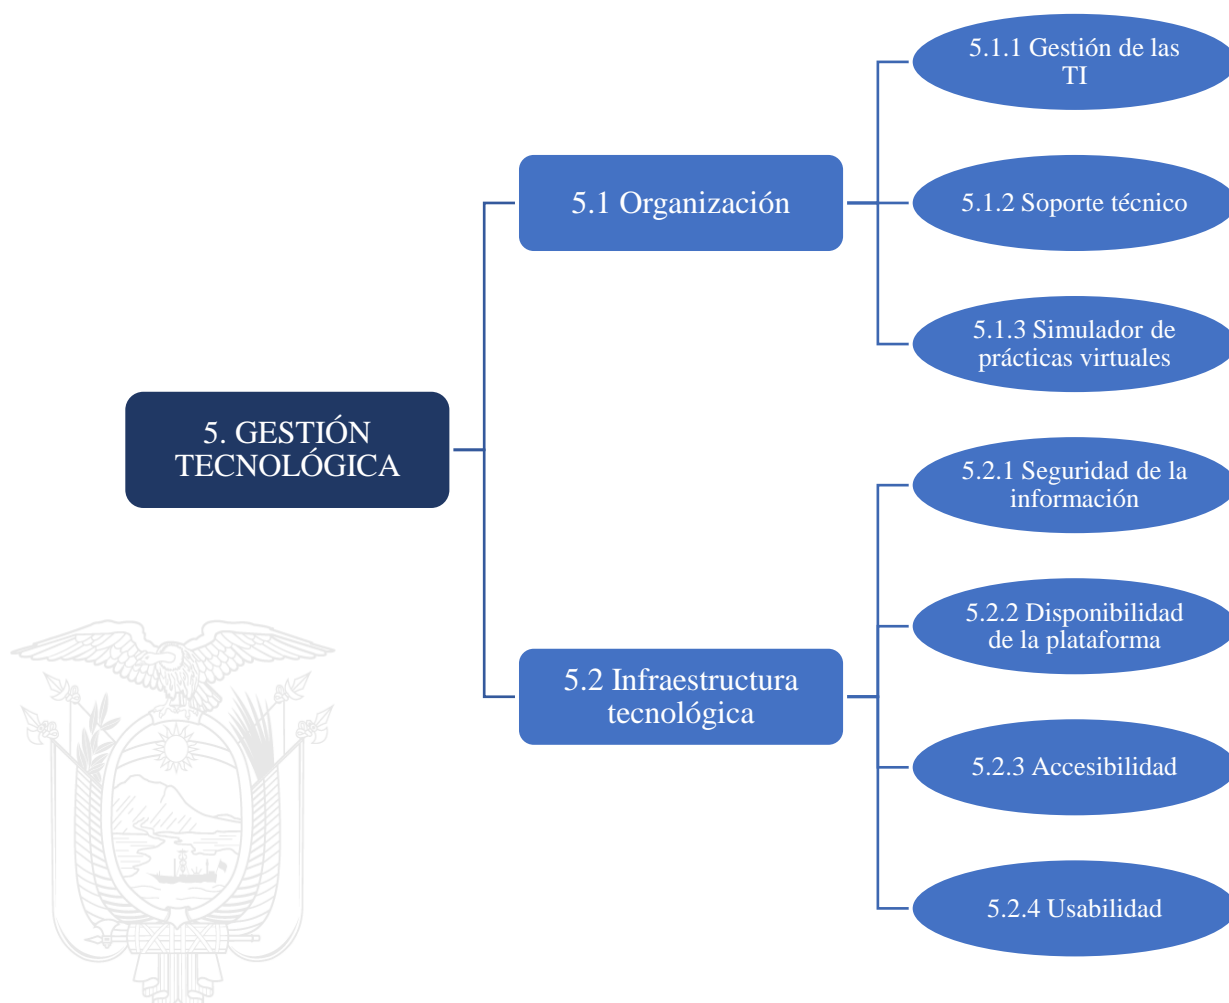 5. GESTIÓN
TECNOLÓGICA
5.1 Organización
5.1.1 Gestión de las
TI
5.1.2 Soporte técnico
5.1.3 Simulador de
prácticas virtuales
5.2 Infraestructura
tecnológica
5.2.1 Seguridad de la
información
5.2.2 Disponibilidad
de la plataforma
5.2.3 Accesibilidad
5.2.4 Usabilidad